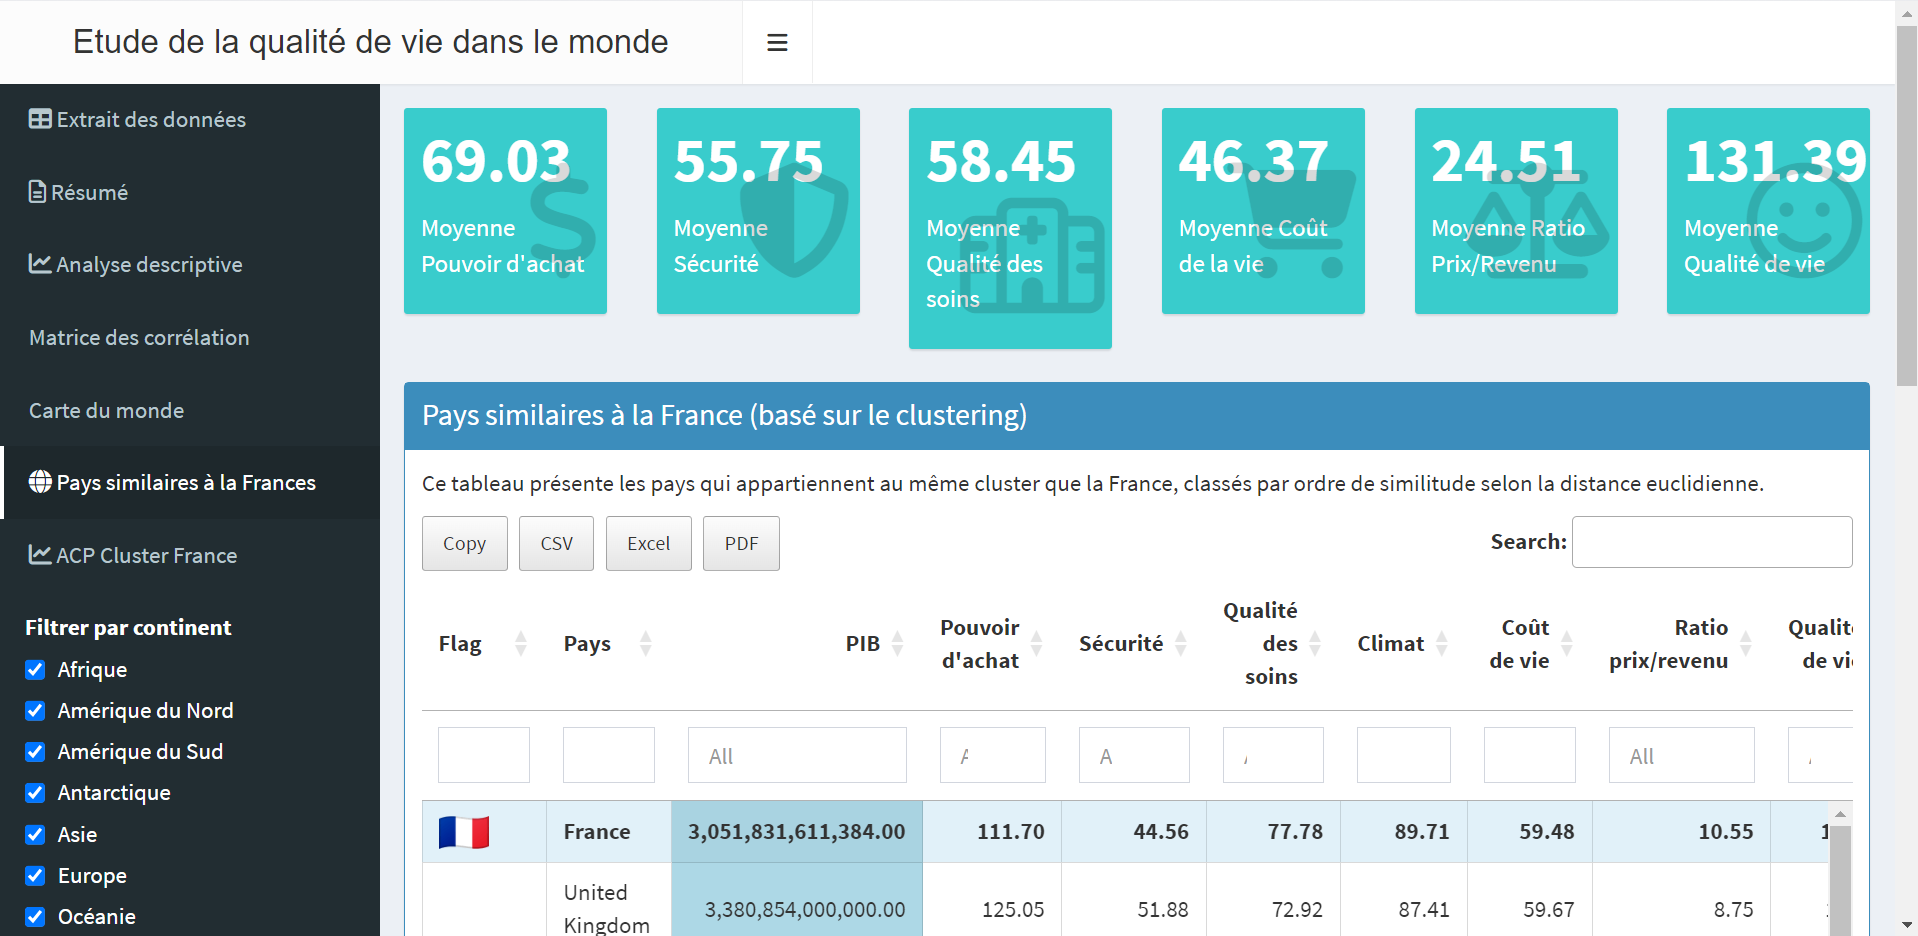 Etude de la qualité de vie dans le monde
Extrait des données
Résumé
Analyse descriptive
Matrice des corrélation
Carte du monde
Pays similaires à la Frances
ACP Cluster France
Filtrer par continent
Afrique
Amérique du Nord
Amérique du Sud
Antarctique
Asie
Europe
Océanie
69.03
Moyenne
Pouvoir d'achat
55.75
Moyenne
Sécurité
58.45
Moyenne
Qualité des
soins
46.37
Moyenne Coût
de la vie
24.51
Moyenne Ratio
Prix/Revenu
131.39
Moyenne
Qualité de vie
Pays similaires à la France (basé sur le clustering)
Ce tableau présente les pays qui appartiennent au même cluster que la France, classés par ordre de similitude selon la distance euclidienne.
Copy CSV Excel PDF
Search:
Flag
Pays
PIB
Pouvoir
d'achat
Sécurité
Qualité
des
soins
Climat
Coût
de vie
Ratio
prix/revenu
Qualité
de vie
All A A All
France 3,051,831,611,384.00 111.70 44.56 77.78 89.71 59.48 10.55
United
Kingdom 3,380,854,000,000.00 125.05 51.88 72.92 87.41 59.67 8.75